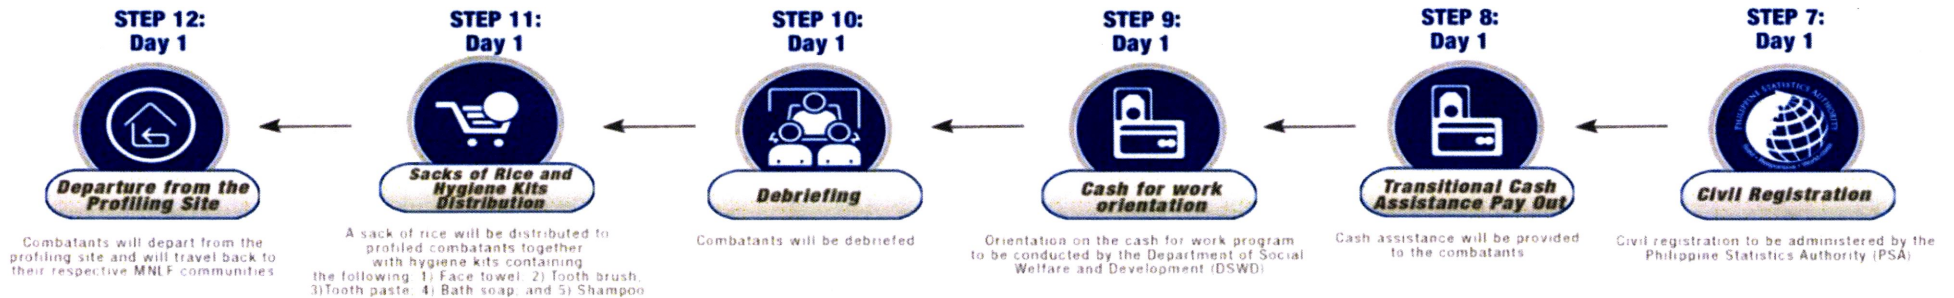 STEP 12:
Day 1
Departure from the
Profiling Site
Combatants will depart from the
profiling site and will travel back to
their respective MNLF communities
STEP 11:
Day 1
Sacks of Rice and
Hygiene Kits
Distribution
A sack of rice will be distributed to
profiled combatants together
with hygiene kits containing
the following: 1) Face towel, 2) Tooth brush,
3)Tooth paste, 4) Bath soap, and 5) Shampoo
STEP 10:
Day 1
Debriefing
Combatants will be debriefed
STEP 9:
Day 1
Cash for work
orientation
Orientation on the cash for work program
to be conducted by the Department of Social
Welfare and Development (DSWD)
STEP 8:
Day 1
Transitional Cash
Assistance Pay Out
Cash assistance will be provided
to the combatants
STEP 7:
Day 1
PHILIPPINE STATISTICS AUTHORITY
Civil Registration
Civil registration to be administered by the
Philippine Statistics Authority (PSA)